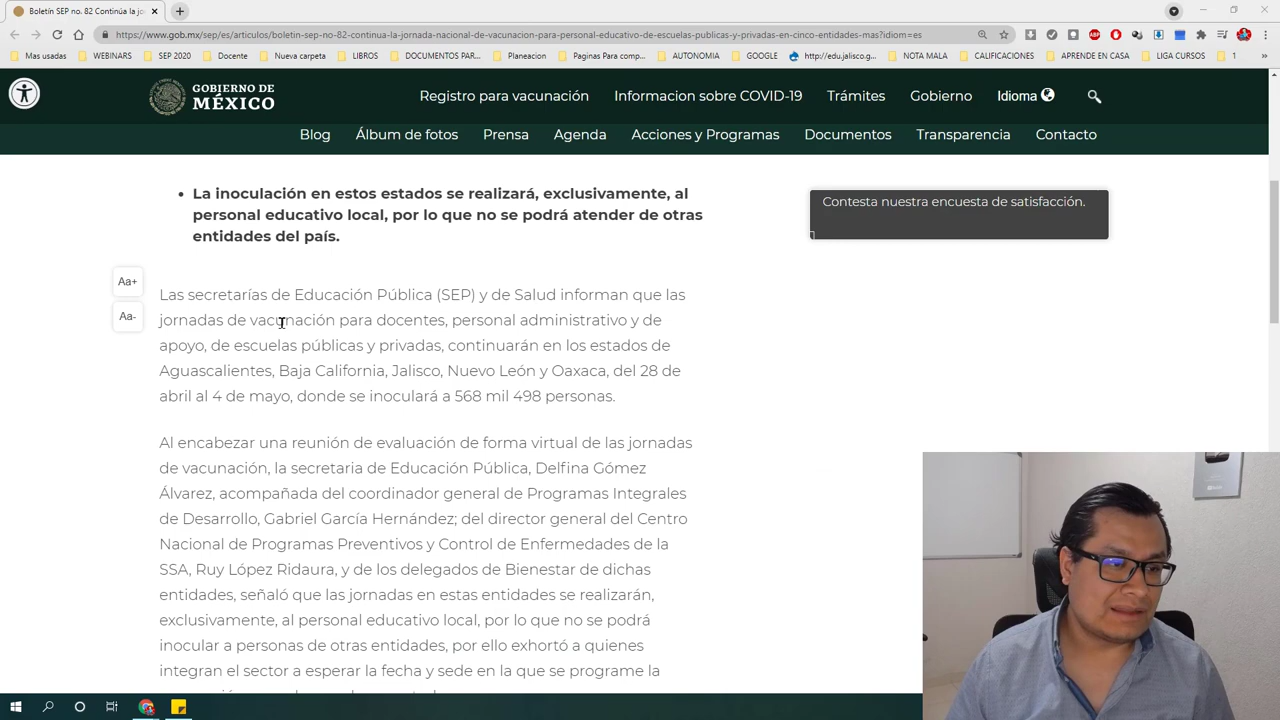 Boletín SEP no. 82 Continúa la jo
https://www.gob.mx/sep/es/articulos/boletin-sep-no-82-continua-la-jornada-nacional-de-vacunacion-para-personal-educativo-de-escuelas-publicas-y-privadas-en-cinco-entidades-mas?idiom=es
Mas usadas WEBINARS SEP 2020 Docente Nueva carpeta LIBROS DOCUMENTOS PAR... Planeacion Paginas Para comp... AUTONOMIA GOOGLE http://edu.jalisco.g... NOTA MALA CALIFICACIONES APRENDE EN CASA LIGA CURSOS 1 »
GOBIERNO DE
MÉXICO
Registro para vacunación Informacion sobre COVID-19 Trámites Gobierno Idioma
Blog Álbum de fotos Prensa Agenda Acciones y Programas Documentos Transparencia Contacto
• La inoculación en estos estados se realizará, exclusivamente, al
personal educativo local, por lo que no se podrá atender de otras
entidades del país.
Contesta nuestra encuesta de satisfacción.
Aa+
Aa-
Las secretarías de Educación Pública (SEP) y de Salud informan que las
jornadas de vacunación para docentes, personal administrativo y de
apoyo, de escuelas públicas y privadas, continuarán en los estados de
Aguascalientes, Baja California, Jalisco, Nuevo León y Oaxaca, del 28 de
abril al 4 de mayo, donde se inoculará a 568 mil 498 personas.
Al encabezar una reunión de evaluación de forma virtual de las jornadas
de vacunación, la secretaria de Educación Pública, Delfina Gómez
Álvarez, acompañada del coordinador general de Programas Integrales
de Desarrollo, Gabriel García Hernández; del director general del Centro
Nacional de Programas Preventivos y Control de Enfermedades de la
SSA, Ruy López Ridaura, y de los delegados de Bienestar de dichas
entidades, señaló que las jornadas en estas entidades se realizarán,
exclusivamente, al personal educativo local, por lo que no se podrá
inocular a personas de otras entidades, por ello exhortó a quienes
integran el sector a esperar la fecha y sede en la que se programe la